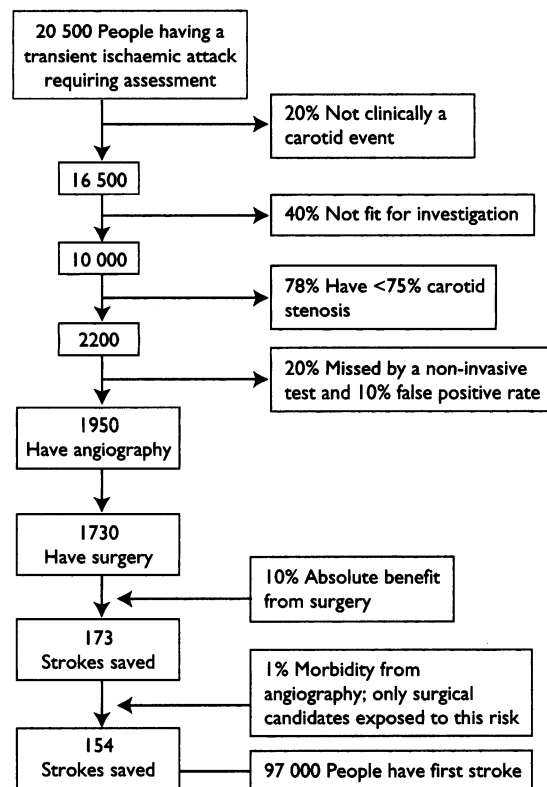 20 500 People having a
transient ischaemic attack
requiring assessment
20% Not clinically a
carotid event
16 500
40% Not fit for investigation
10 000
78% Have <75% carotid
stenosis
2200
20% Missed by a non-invasive
test and 10% false positive rate
1950
Have angiography
1730
Have surgery
10% Absolute benefit
from surgery
173
Strokes saved
1% Morbidity from
angiography; only surgical
candidates exposed to this risk
154
Strokes saved
97 000 People have first stroke